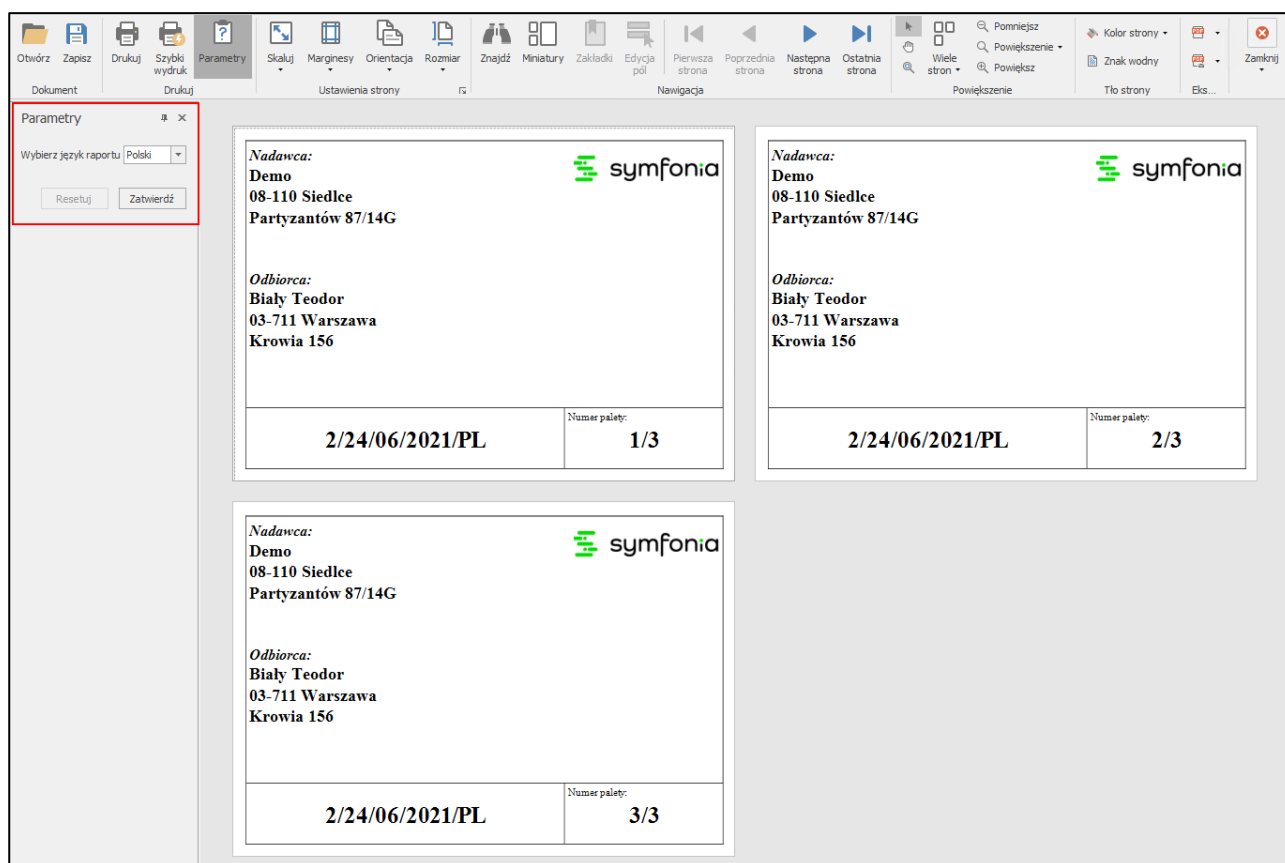 Otwórz Zapisz Drukuj Szybki wydruk Parametry Skaluj Marginesy Orientacja Rozmiar Znajdź Miniatury Zakładki Edycja pól Pierwsza strona Poprzednia strona Następna strona Ostatnia strona Wiele stron Pomniejsz Powiększenie Powiększ Kolor strony Znak wodny PDF PDF Zamknij
Dokument Drukuj Ustawienia strony Nawigacja Powiększenie Tło strony Eks...
Parametry
Wybierz język raportu Polski
Resetuj Zatwierdź
Nadawca:
symfonia
Demo
08-110 Siedlce
Partyzantów 87/14G
Odbiorca:
Biały Teodor
03-711 Warszawa
Krowia 156
Numer palety:
2/24/06/2021/PL 1/3
Nadawca:
symfonia
Demo
08-110 Siedlce
Partyzantów 87/14G
Odbiorca:
Biały Teodor
03-711 Warszawa
Krowia 156
Numer palety:
2/24/06/2021/PL 2/3
Nadawca:
symfonia
Demo
08-110 Siedlce
Partyzantów 87/14G
Odbiorca:
Biały Teodor
03-711 Warszawa
Krowia 156
Numer palety:
2/24/06/2021/PL 3/3